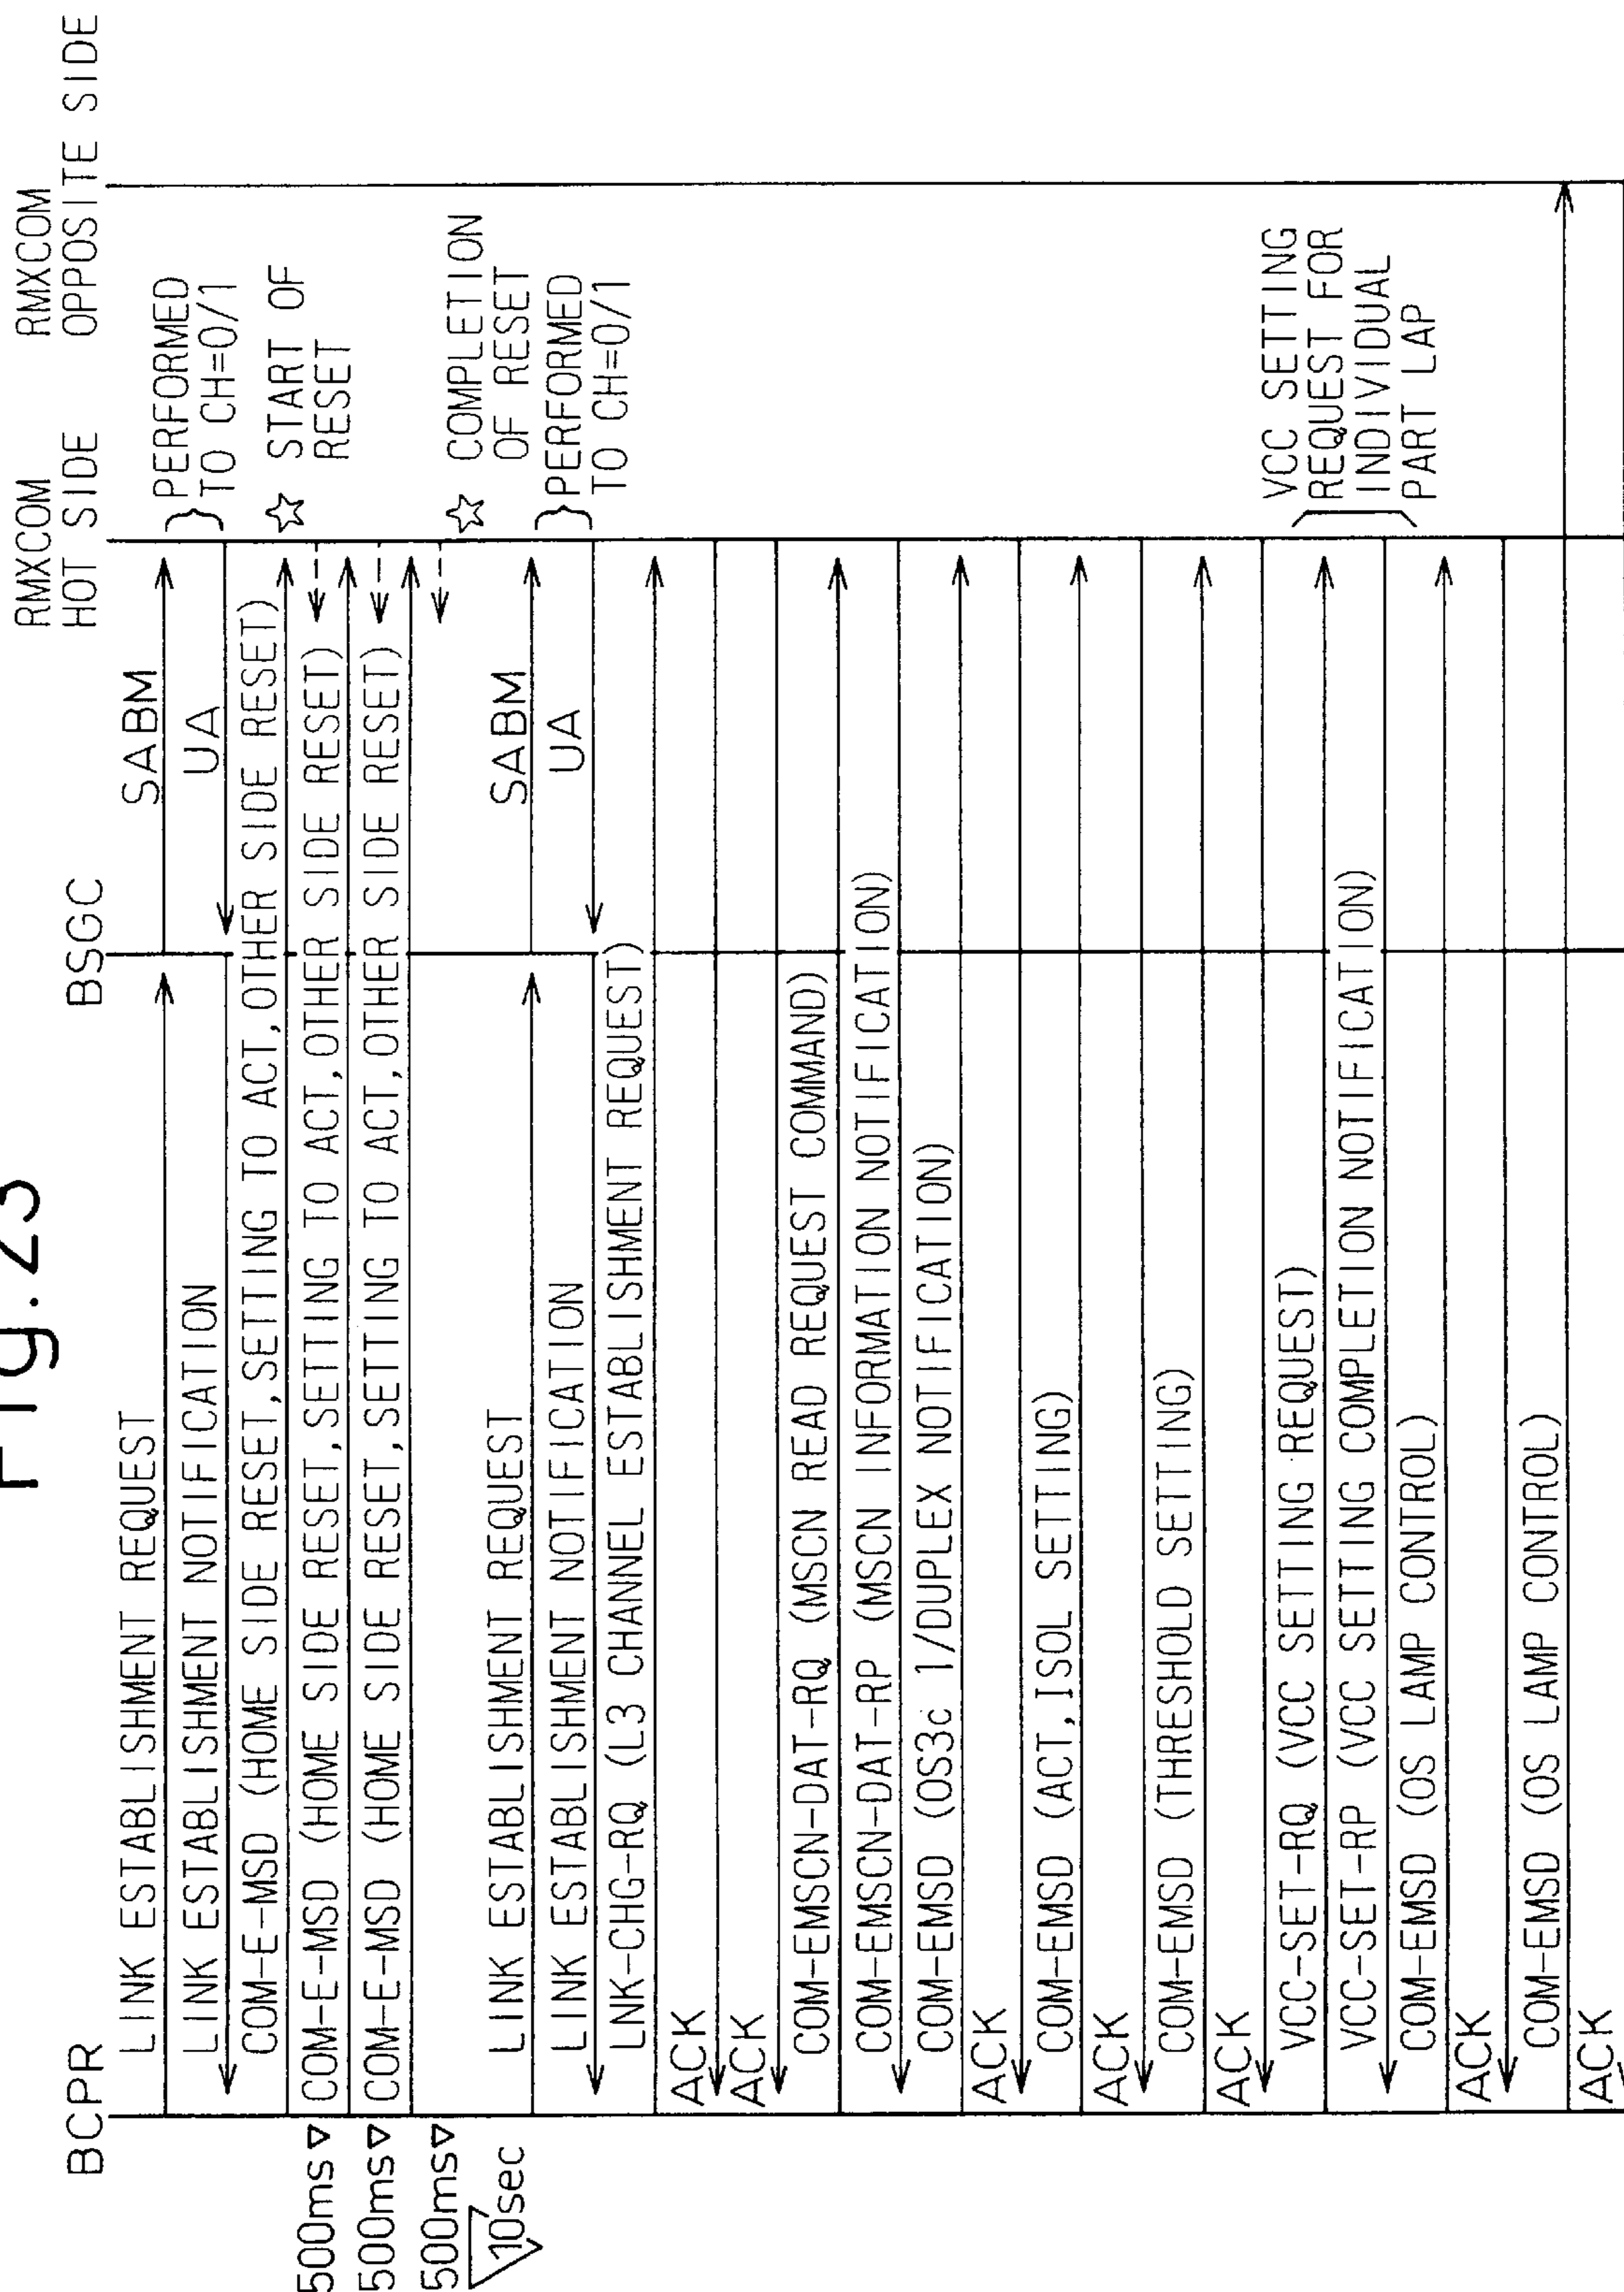 Fig. 23
BCPR
BSGC
RMXCOM
HOT SIDE
RMXCOM
OPPOSITE SIDE
LINK ESTABLISHMENT REQUEST
SABM
PERFORMED
TO CH=0/1
LINK ESTABLISHMENT NOTIFICATION
UA
COM-E-MSD (HOME SIDE RESET,SETTING TO ACT,OTHER SIDE RESET)
☆ START OF
RESET
500ms
COM-E-MSD (HOME SIDE RESET,SETTING TO ACT,OTHER SIDE RESET)
500ms
COM-E-MSD (HOME SIDE RESET,SETTING TO ACT,OTHER SIDE RESET)
500ms
☆ COMPLETION
OF RESET
10sec
LINK ESTABLISHMENT REQUEST
SABM
PERFORMED
TO CH=0/1
LINK ESTABLISHMENT NOTIFICATION
UA
LNK-CHG-RQ (L3 CHANNEL ESTABLISHMENT REQUEST)
ACK
ACK
COM-EMSCN-DAT-RQ (MSCN READ REQUEST COMMAND)
COM-EMSCN-DAT-RP (MSCN INFORMATION NOTIFICATION)
COM-EMSD (OS3c 1/DUPLEX NOTIFICATION)
ACK
COM-EMSD (ACT,ISOL SETTING)
ACK
COM-EMSD (THRESHOLD SETTING)
ACK
VCC-SET-RQ (VCC SETTING REQUEST)
VCC SETTING
REQUEST FOR
INDIVIDUAL
PART LAP
VCC-SET-RP (VCC SETTING COMPLETION NOTIFICATION)
COM-EMSD (OS LAMP CONTROL)
ACK
COM-EMSD (OS LAMP CONTROL)
ACK